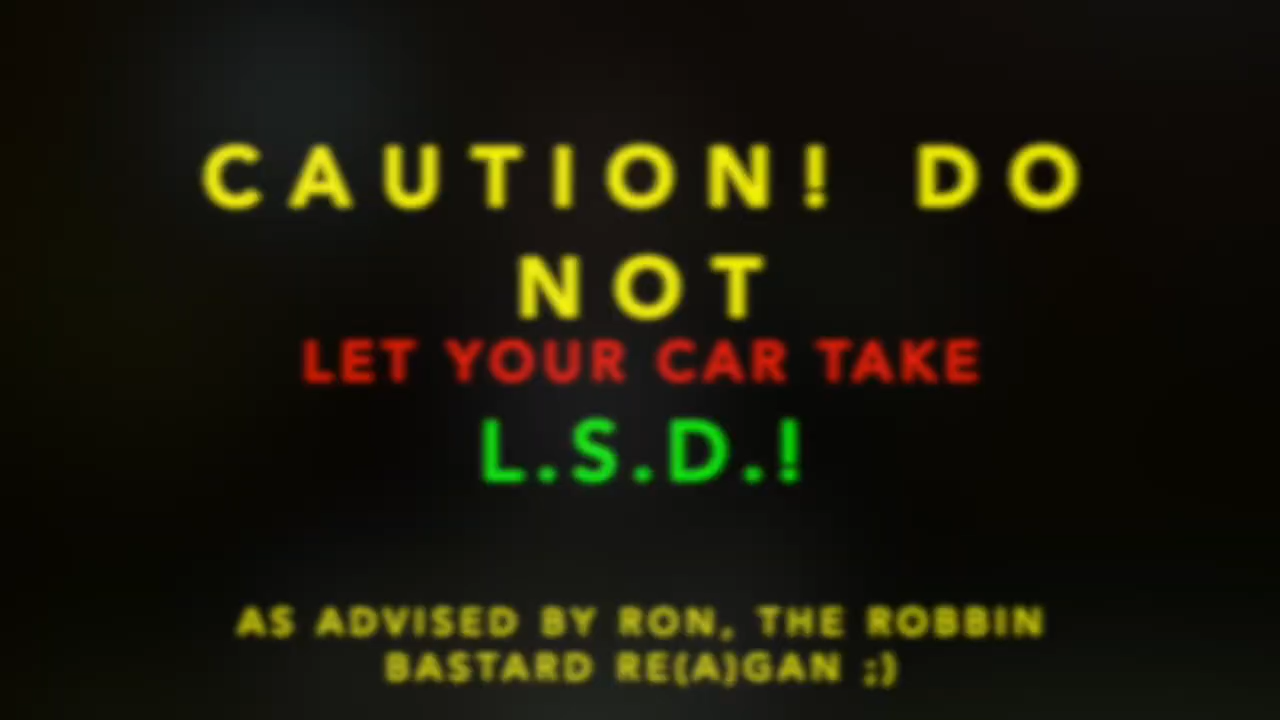 CAUTION! DO
NOT
LET YOUR CAR TAKE
L.S.D.!
AS ADVISED BY RON, THE ROBBIN
BASTARD RE(A)GAN ;)